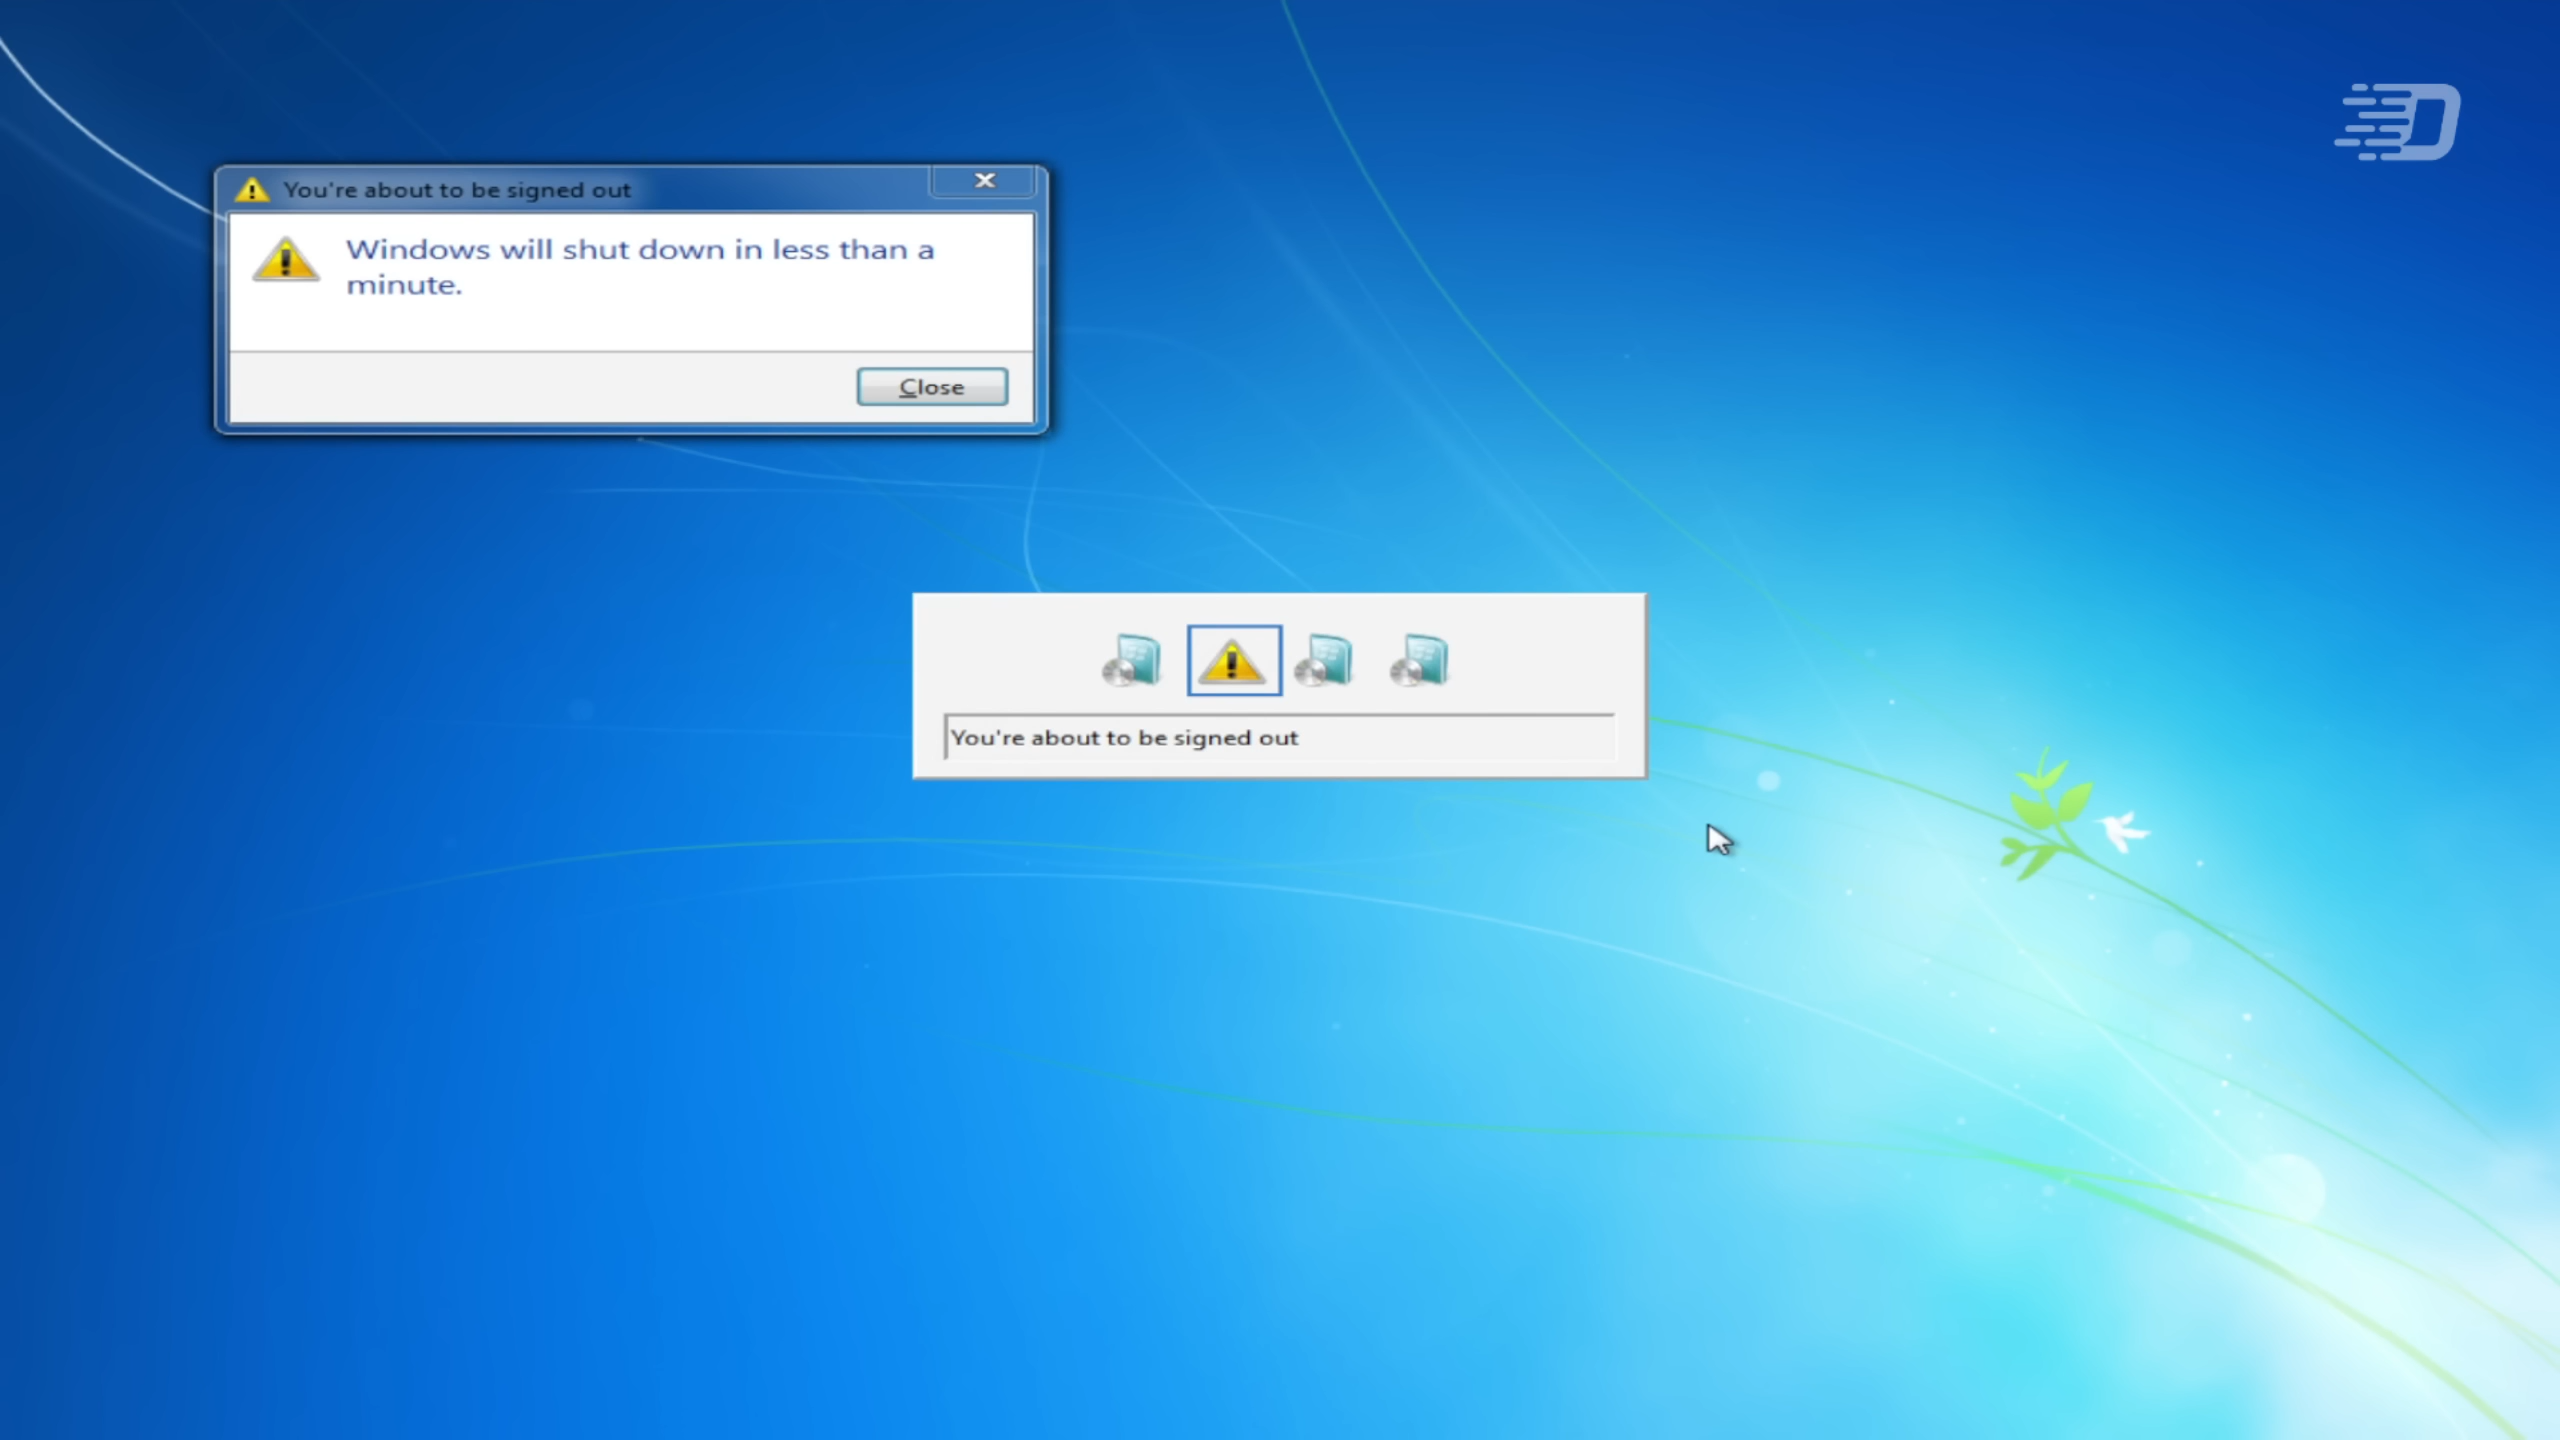 You're about to be signed out
Windows will shut down in less than a
minute.
Close
You're about to be signed out